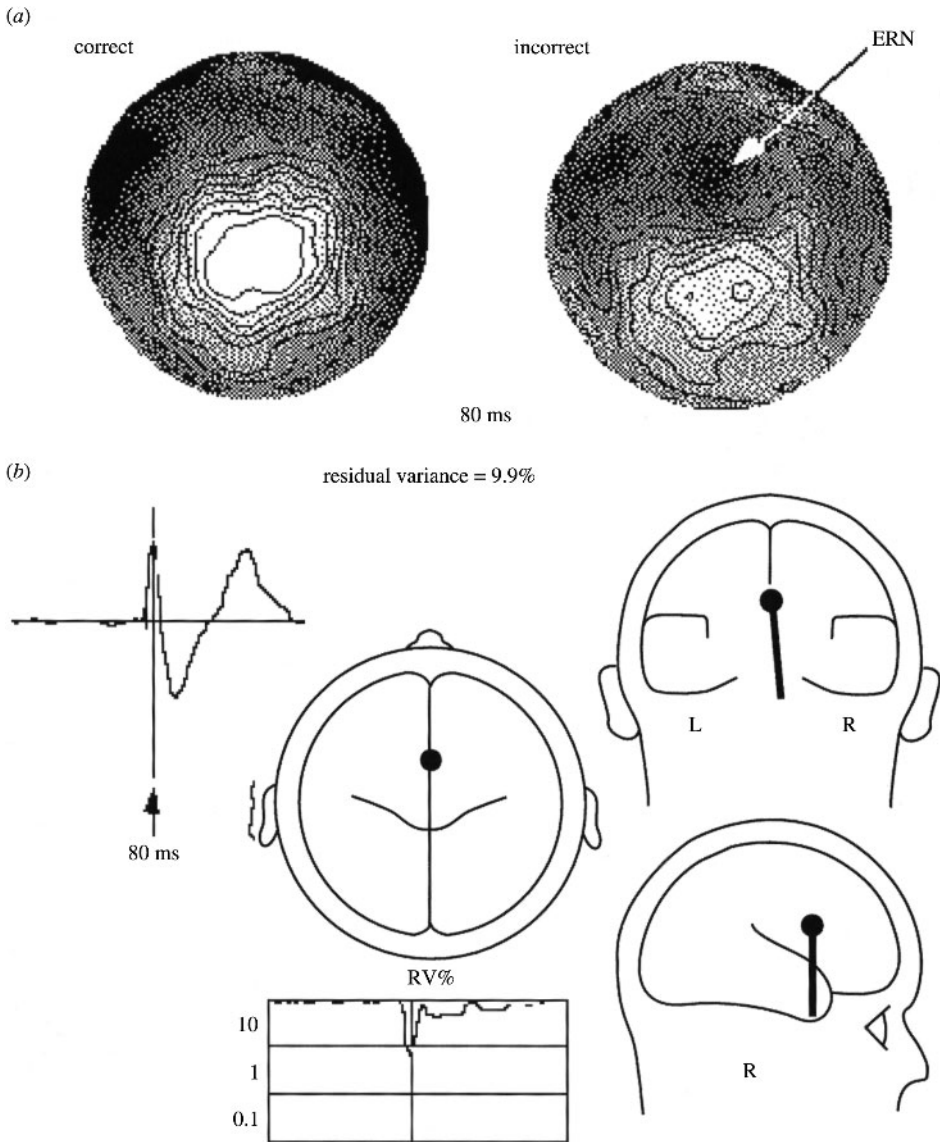 (a)
correct
incorrect
ERN
80 ms
(b)
residual variance = 9.9%
80 ms
L R
RV%
10
1
0.1
R